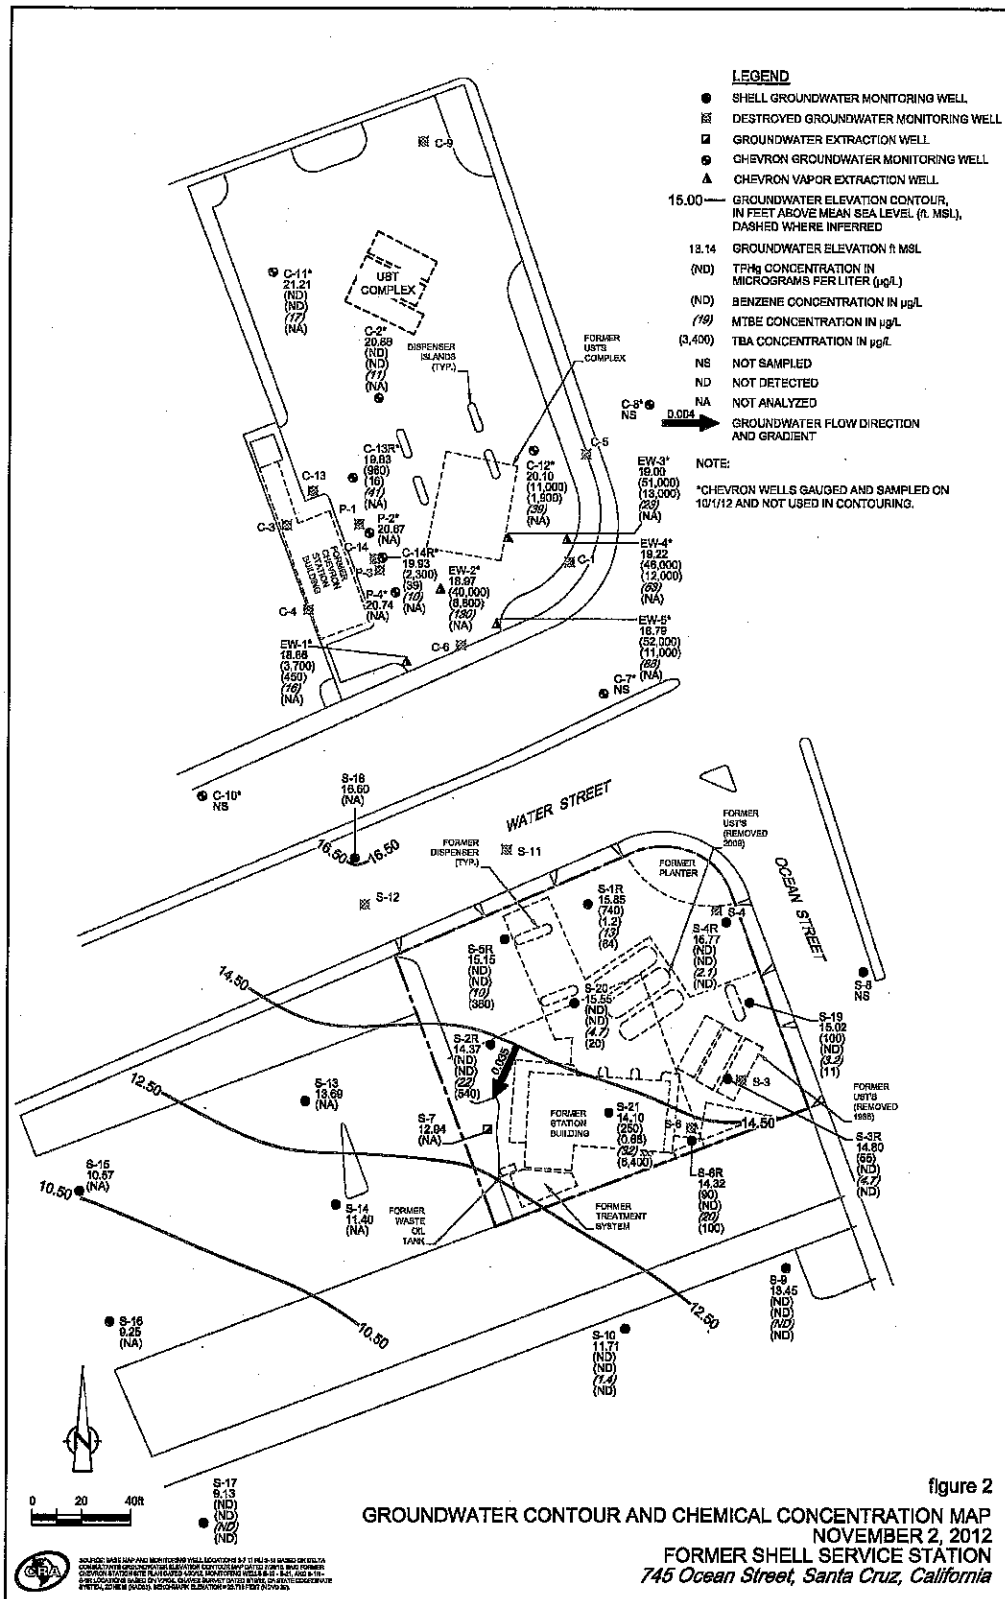 LEGEND
SHELL GROUNDWATER MONITORING WELL
DESTROYED GROUNDWATER MONITORING WELL
GROUNDWATER EXTRACTION WELL
CHEVRON GROUNDWATER MONITORING WELL
CHEVRON VAPOR EXTRACTION WELL
15.00 GROUNDWATER ELEVATION CONTOUR,
IN FEET ABOVE MEAN SEA LEVEL (ft. MSL),
DASHED WHERE INFERRED
13.14 GROUNDWATER ELEVATION ft MSL
(ND) TPHg CONCENTRATION IN
MICROGRAMS PER LITER (µg/L)
(ND) BENZENE CONCENTRATION IN µg/L
(19) MTBE CONCENTRATION IN µg/L
(3,400) TBA CONCENTRATION IN µg/L
NS NOT SAMPLED
ND NOT DETECTED
NA NOT ANALYZED
0.004
GROUNDWATER FLOW DIRECTION
AND GRADIENT
NOTE:
*CHEVRON WELLS GAUGED AND SAMPLED ON
10/1/12 AND NOT USED IN CONTOURING.
C-9
C-11*
21.21
(ND)
(ND)
(17)
(NA)
UST
COMPLEX
C-2*
20.88
(ND)
(ND)
(11)
(NA)
DISPENSER
ISLANDS
(TYP.)
FORMER
USTS
COMPLEX
C-8*
NS
C-5
C-13R*
19.83
(960)
(16)
(41)
(NA)
C-12*
20.10
(11,000)
(1,900)
(39)
(NA)
EW-3*
19.00
(51,000)
(13,000)
(23)
(NA)
C-13
C-3
P-1
P-2*
20.87
(NA)
FORMER
CHEVRON
STATION
BUILDING
C-14
P-3
C-14R*
19.93
(2,300)
(39)
(10)
(NA)
P-4*
20.74
(NA)
EW-2*
18.97
(40,000)
(8,800)
(130)
(NA)
EW-4*
19.22
(46,000)
(12,000)
(53)
(NA)
C-1
C-4
EW-1*
18.66
(3,700)
(450)
(16)
(NA)
C-6
EW-5*
18.79
(52,000)
(11,000)
(63)
(NA)
C-7*
NS
C-10*
NS
S-18
16.60
(NA)
16.50
16.50
WATER STREET
OCEAN STREET
S-11
S-12
FORMER
DISPENSER
(TYP.)
FORMER
UST'S
(REMOVED
2008)
FORMER
PLANTER
S-1R
15.85
(740)
(1.2)
(13)
(64)
S-4
S-4R
16.77
(ND)
(ND)
(2.1)
(ND)
S-5R
15.15
(ND)
(ND)
(10)
(380)
S-20
15.55
(ND)
(ND)
(4.7)
(20)
S-8
NS
S-19
15.02
(100)
(ND)
(3.2)
(11)
14.50
S-2R
14.37
(ND)
(ND)
(22)
(540)
0.035
S-3
FORMER
UST'S
(REMOVED
1988)
12.50
S-13
13.69
(NA)
S-7
12.94
(NA)
FORMER
STATION
BUILDING
S-21
14.10
(250)
(0.68)
(32)
(6,400)
S-6
14.50
S-3R
14.80
(55)
(ND)
(4.7)
(ND)
S-6R
14.32
(90)
(ND)
(20)
(100)
S-15
10.57
(NA)
10.50
S-14
11.40
(NA)
FORMER
WASTE
OIL
TANK
FORMER
TREATMENT
SYSTEM
S-16
9.25
(NA)
10.50
12.50
S-9
13.45
(ND)
(ND)
(ND)
(ND)
S-10
11.71
(ND)
(ND)
(1.4)
(ND)
N
0 20 40ft
S-17
9.13
(ND)
(ND)
(ND)
(ND)
CRA
figure 2
GROUNDWATER CONTOUR AND CHEMICAL CONCENTRATION MAP
NOVEMBER 2, 2012
FORMER SHELL SERVICE STATION
745 Ocean Street, Santa Cruz, California